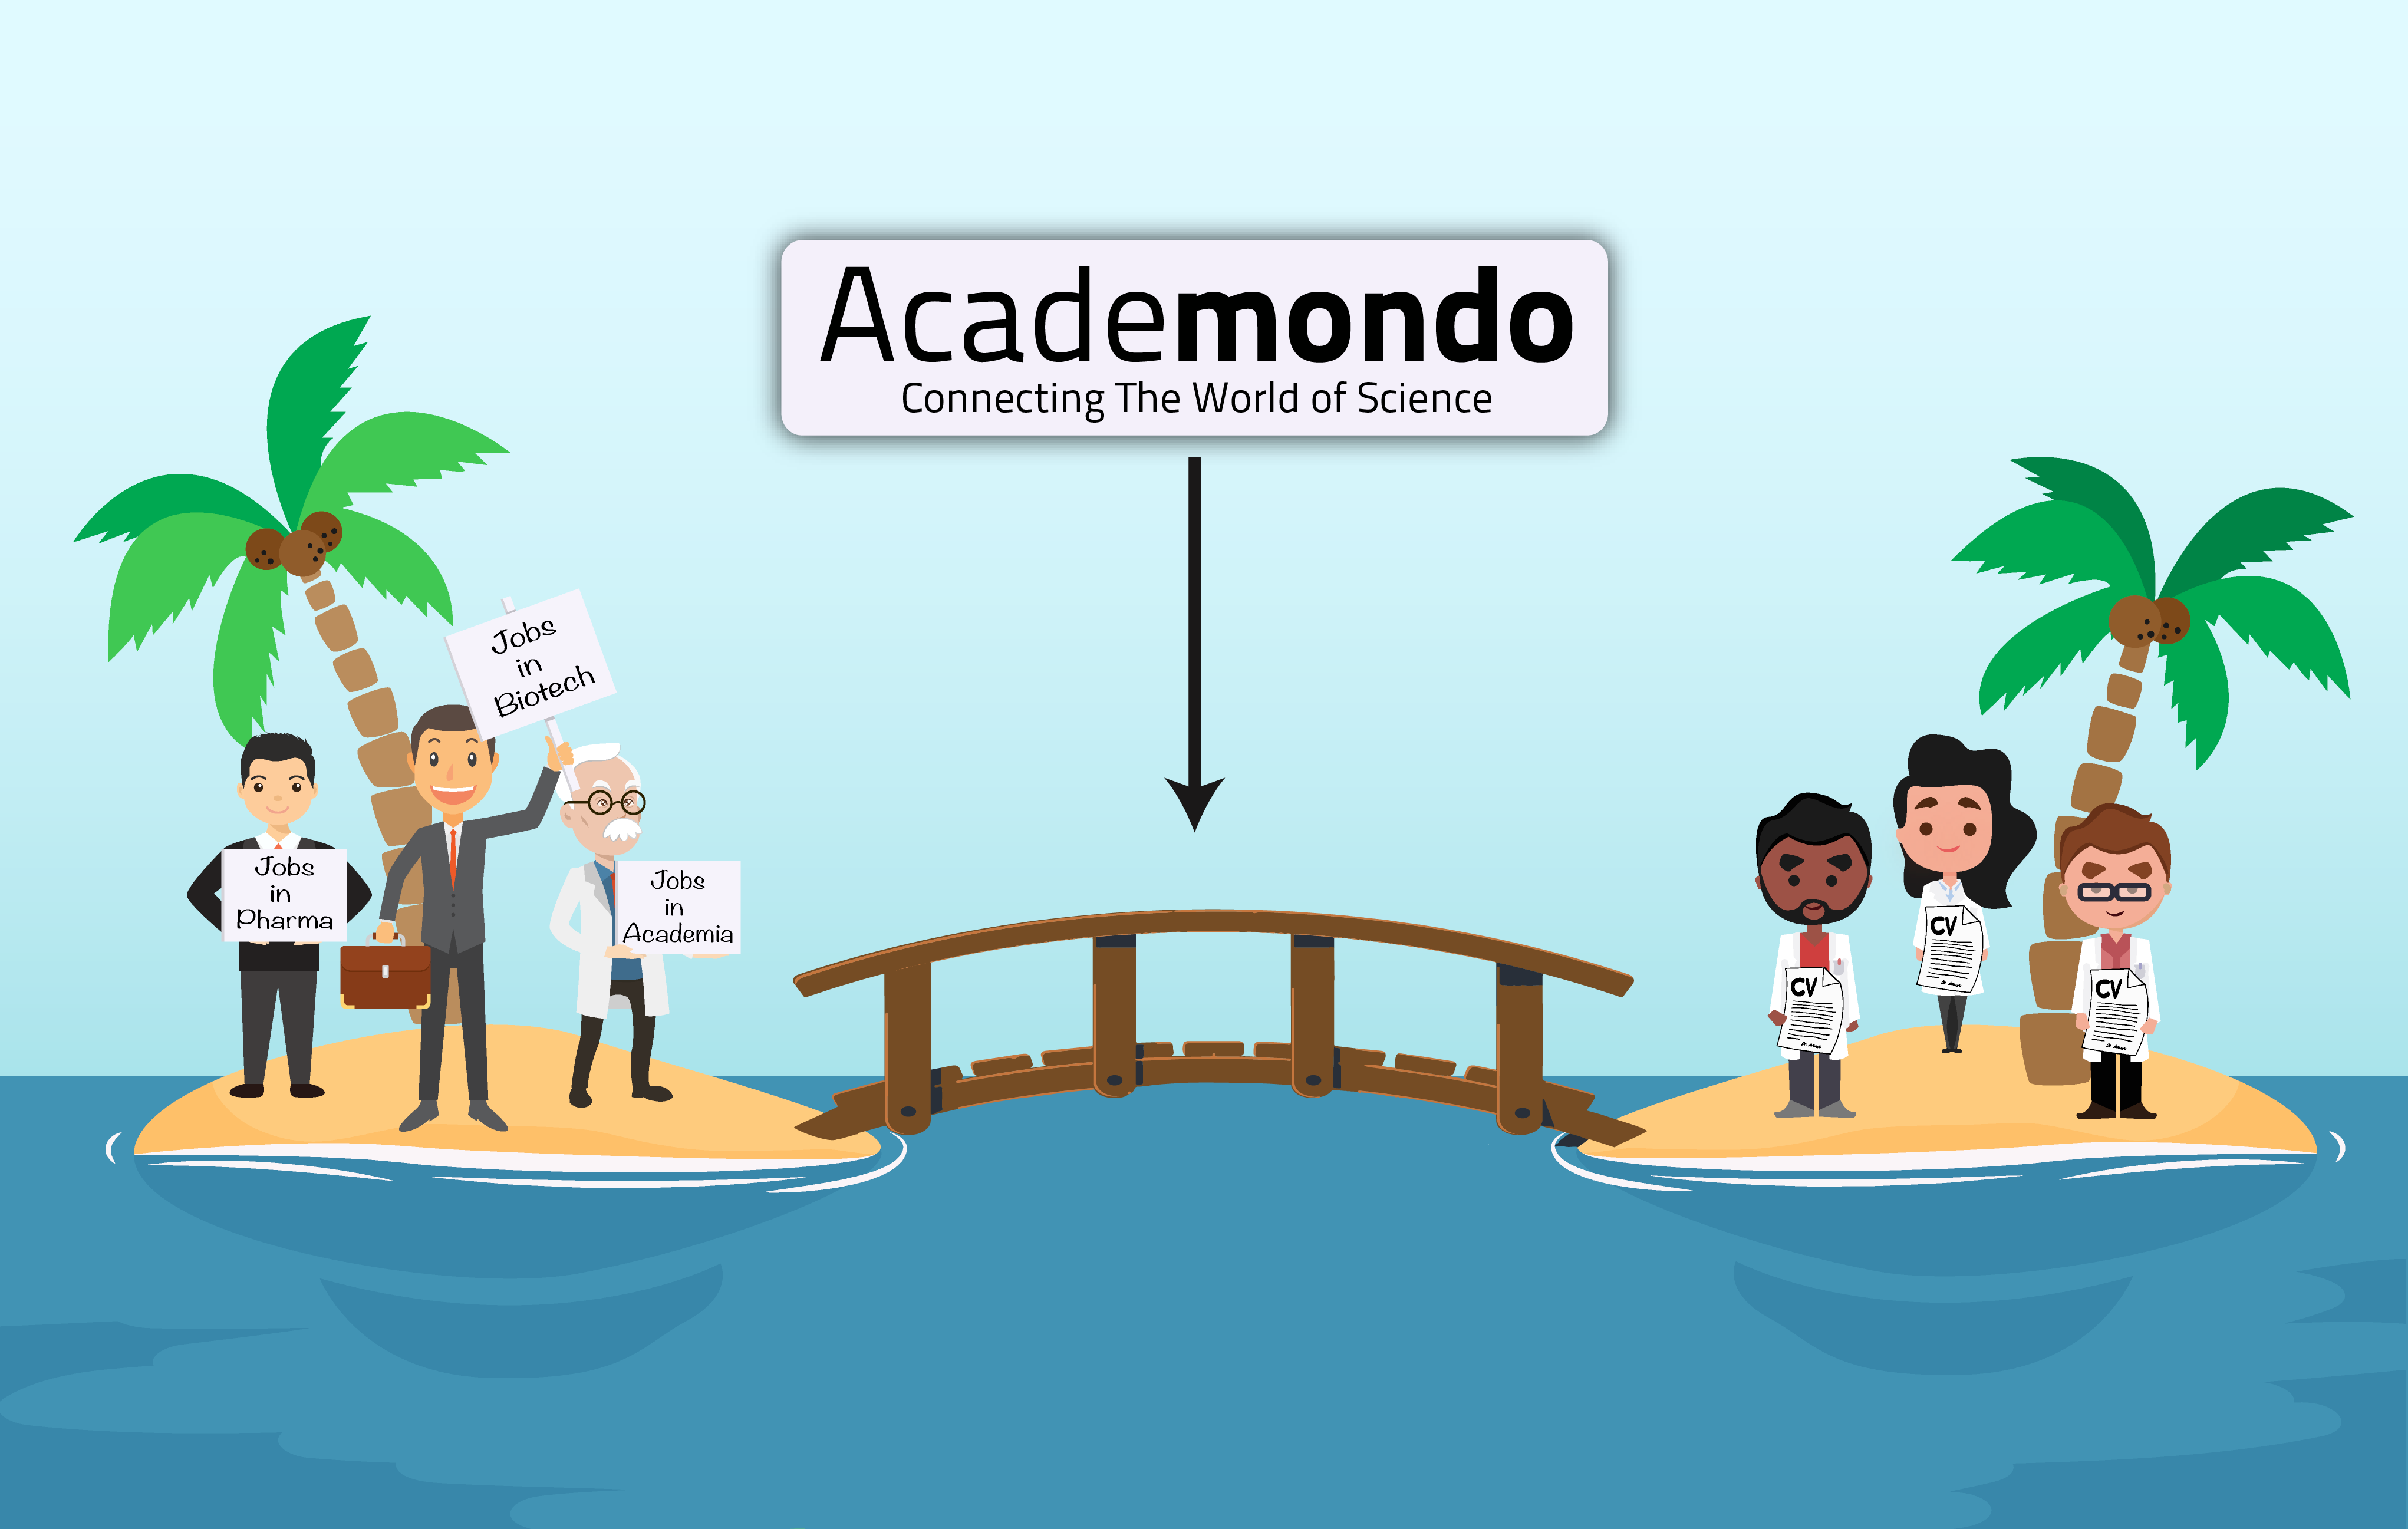 Academondo
Connecting The World of Science
Jobs
in
Biotech
Jobs
in
Pharma
Jobs
in
Academia
CV
CV
CV